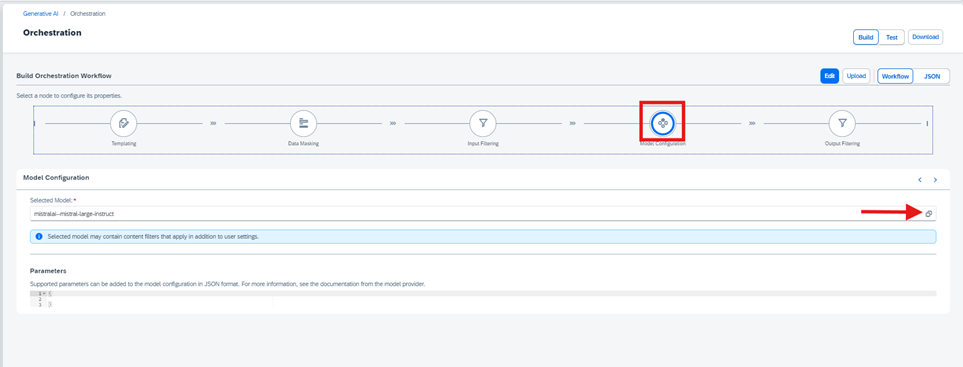 Generative AI / Orchestration
Orchestration
Build Test Download
Build Orchestration Workflow
Edit Upload Workflow JSON
Select a node to configure its properties.
Templating Data Masking Input Filtering Model Configuration Output Filtering
Model Configuration
Selected Model:*
mistralai--mistral-large-instruct
Selected model may contain content filters that apply in addition to user settings.
Parameters
Supported parameters can be added to the model configuration in JSON format. For more information, see the documentation from the model provider.
1 {
2
3 }